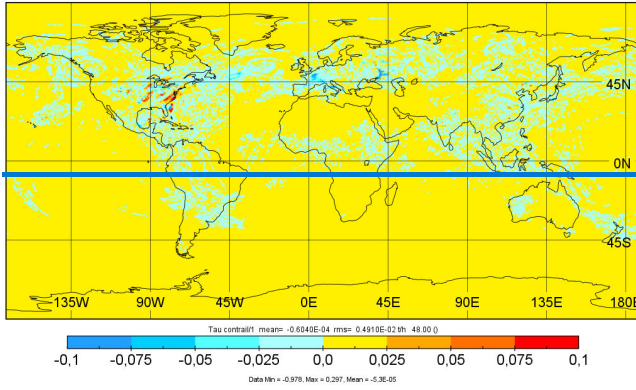 45N
0N
45S
135W 90W 45W 0E 45E 90E 135E 180E
Tau contrail/1 mean= -0.6040E-04 rms= 0.4910E-02 t/h 48.00 ()
-0,1 -0,075 -0,05 -0,025 0,0 0,025 0,05 0,075 0,1
Data Min = -0,978, Max = 0,297, Mean = -5,3E-05